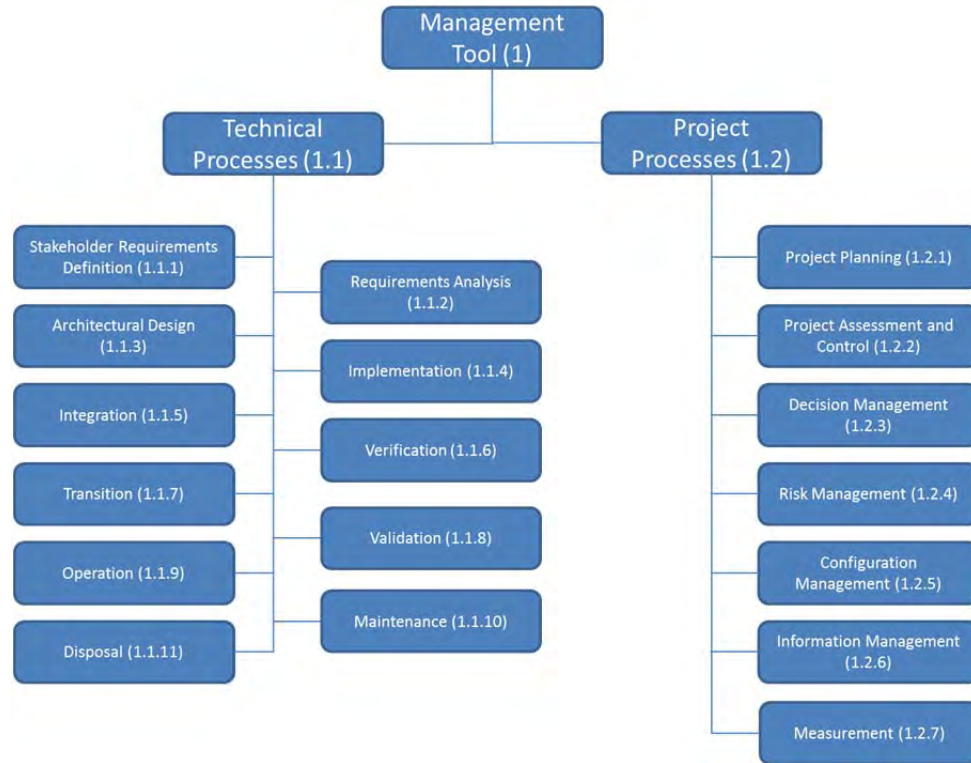 Management
Tool (1)
Technical
Processes (1.1)
Project
Processes (1.2)
Stakeholder Requirements
Definition (1.1.1)
Requirements Analysis
(1.1.2)
Architectural Design
(1.1.3)
Implementation (1.1.4)
Integration (1.1.5)
Verification (1.1.6)
Transition (1.1.7)
Validation (1.1.8)
Operation (1.1.9)
Maintenance (1.1.10)
Disposal (1.1.11)
Project Planning (1.2.1)
Project Assessment and
Control (1.2.2)
Decision Management
(1.2.3)
Risk Management (1.2.4)
Configuration
Management (1.2.5)
Information Management
(1.2.6)
Measurement (1.2.7)